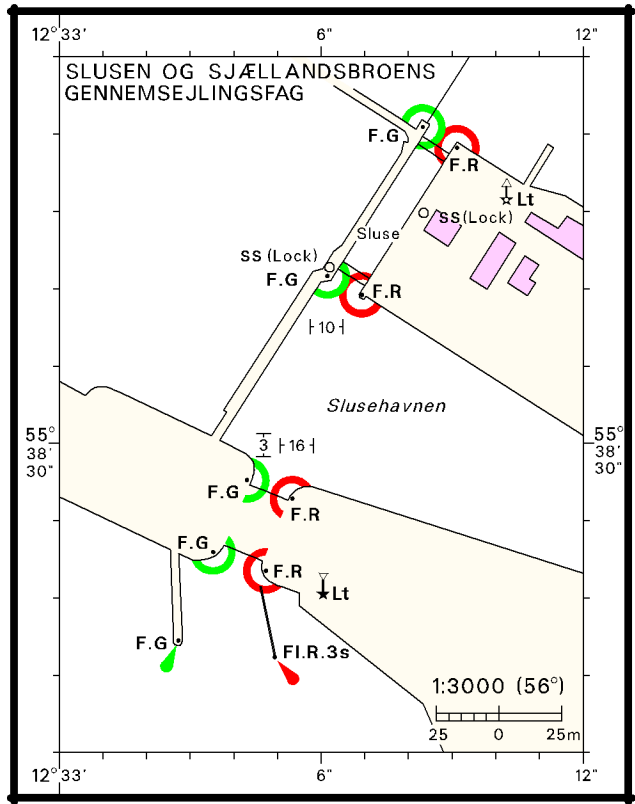 12°33' 6" 12"
SLUSEN OG SJÆLLANDSBROENS
GENNEMSEJLINGSFAG
F.G
F.R
Lt
SS (Lock)
Sluse
SS (Lock)
F.G
F.R
10
Slusehavnen
55°
38'
30"
55°
38'
30"
3 16
F.G
F.R
F.G
F.R
Lt
F.G
Fl.R.3s
1:3000 (56°)
25 0 25m
12°33' 6" 12"